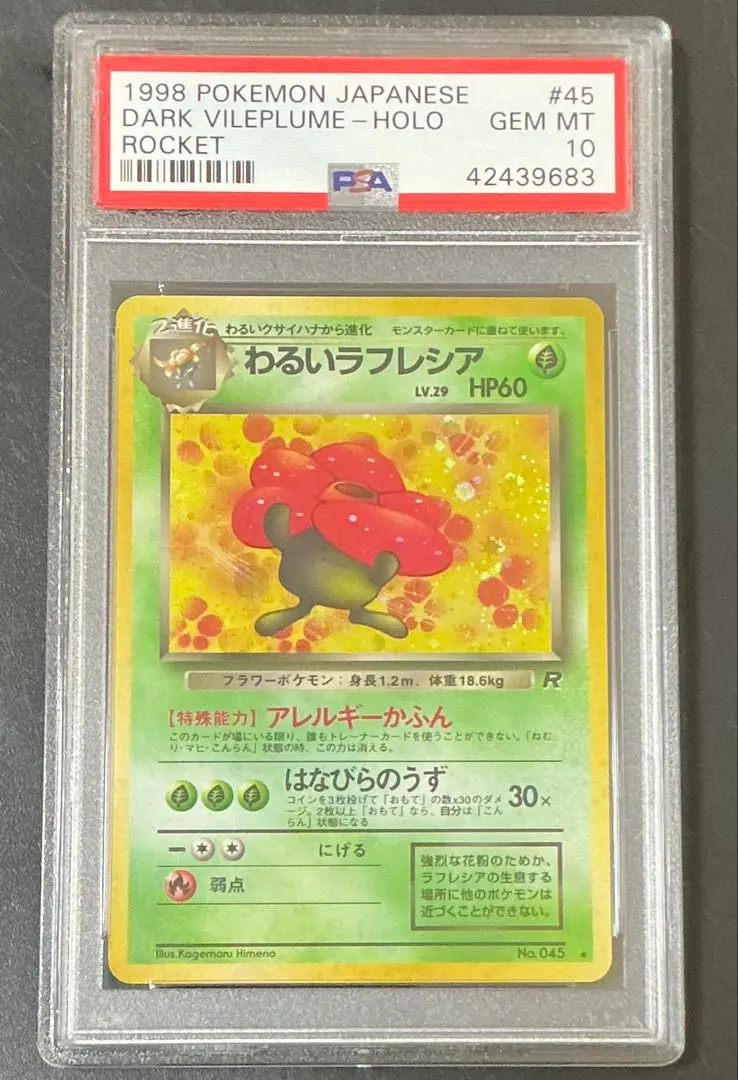 1998 POKEMON JAPANESE #45
DARK VILEPLUME-HOLO GEM MT
ROCKET 10
PSA 42439683
2進化 わるいクサイハナから進化 モンスターカードに重ねて使います。
わるいラフレシア
LV.29 HP60
フラワーポケモン:身長1.2m、体重18.6kg R
【特殊能力】アレルギーかふん
このカードが場にいる限り、誰もトレーナーカードを使うことができない。「ねむ
り・マヒ・こんらん」状態の時、この力は消える。
はなびらのうず
コインを3枚投げて「おもて」の数x30のダメ
ージ。2枚以上「おもて」なら、自分は「こん
らん」状態になる
30×
にげる
弱点
強烈な花粉のためか、
ラフレシアの生息する
場所に他のポケモンは
近づくことができない。
Illus.Kagemaru Himeno No.045